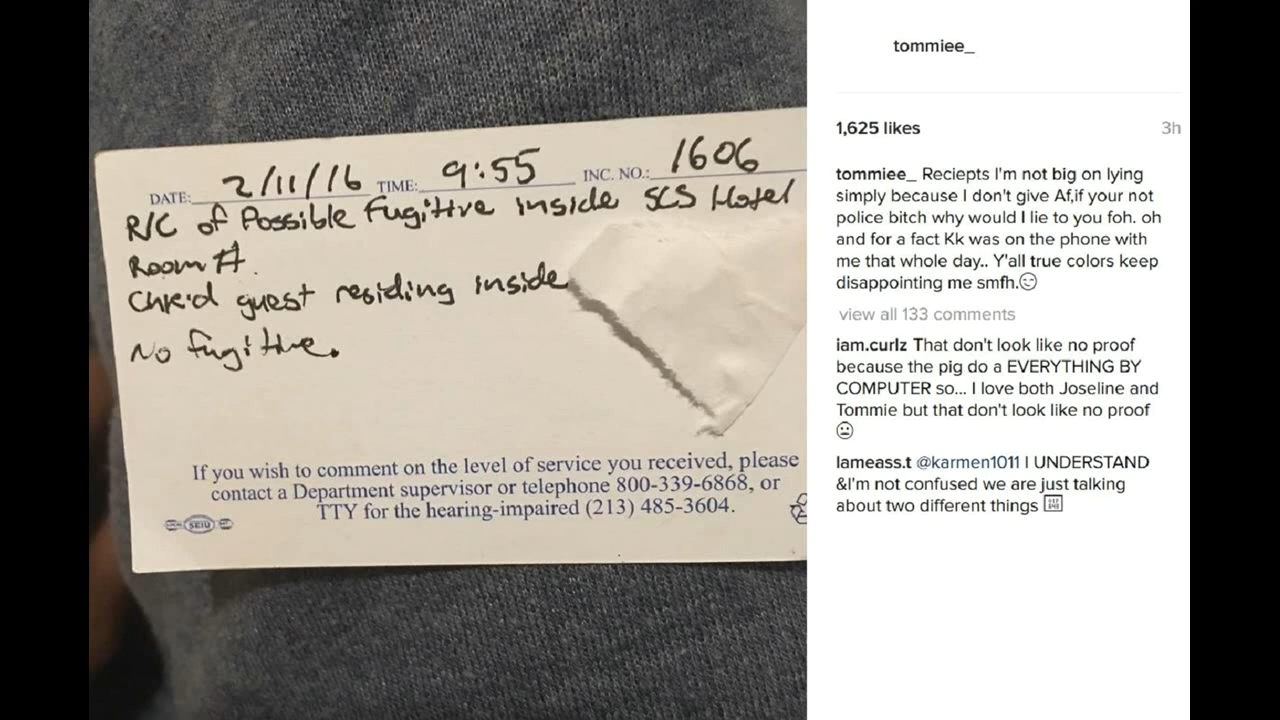 DATE: 2/11/16 TIME: 9:55 INC. NO.: 1606
R/C of Possible Fugitive inside SLS Hotel
Room #.
Chk'd guest residing inside
No fugitive.
If you wish to comment on the level of service you received, please
contact a Department supervisor or telephone 800-339-6868, or
TTY for the hearing-impaired (213) 485-3604.
SEIU
tommiee_
1,625 likes 3h
tommiee_ Reciepts I'm not big on lying
simply because I don't give Af,if your not
police bitch why would I lie to you foh. oh
and for a fact Kk was on the phone with
me that whole day.. Y'all true colors keep
disappointing me smfh.😉
view all 133 comments
iam.curlz That don't look like no proof
because the pig do a EVERYTHING BY
COMPUTER so... I love both Joseline and
Tommie but that don't look like no proof
😐
lameass.t @karmen1011 I UNDERSTAND
&I'm not confused we are just talking
about two different things